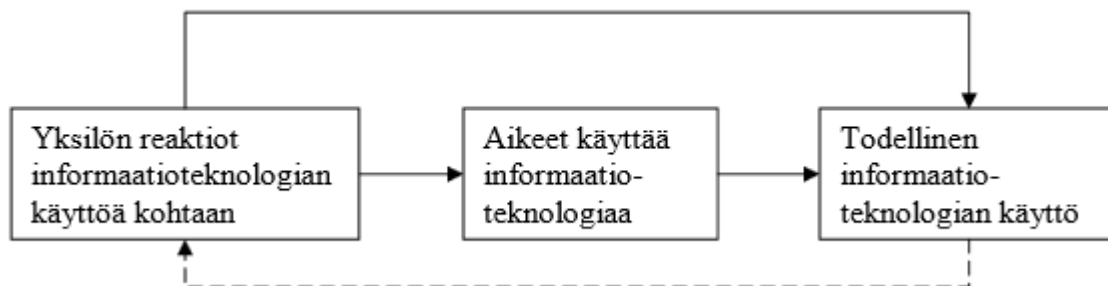 Yksilön reaktiot
informaatioteknologian
käyttöä kohtaan
Aikeet käyttää
informaatio-
teknologiaa
Todellinen
informaatio-
teknologian käyttö